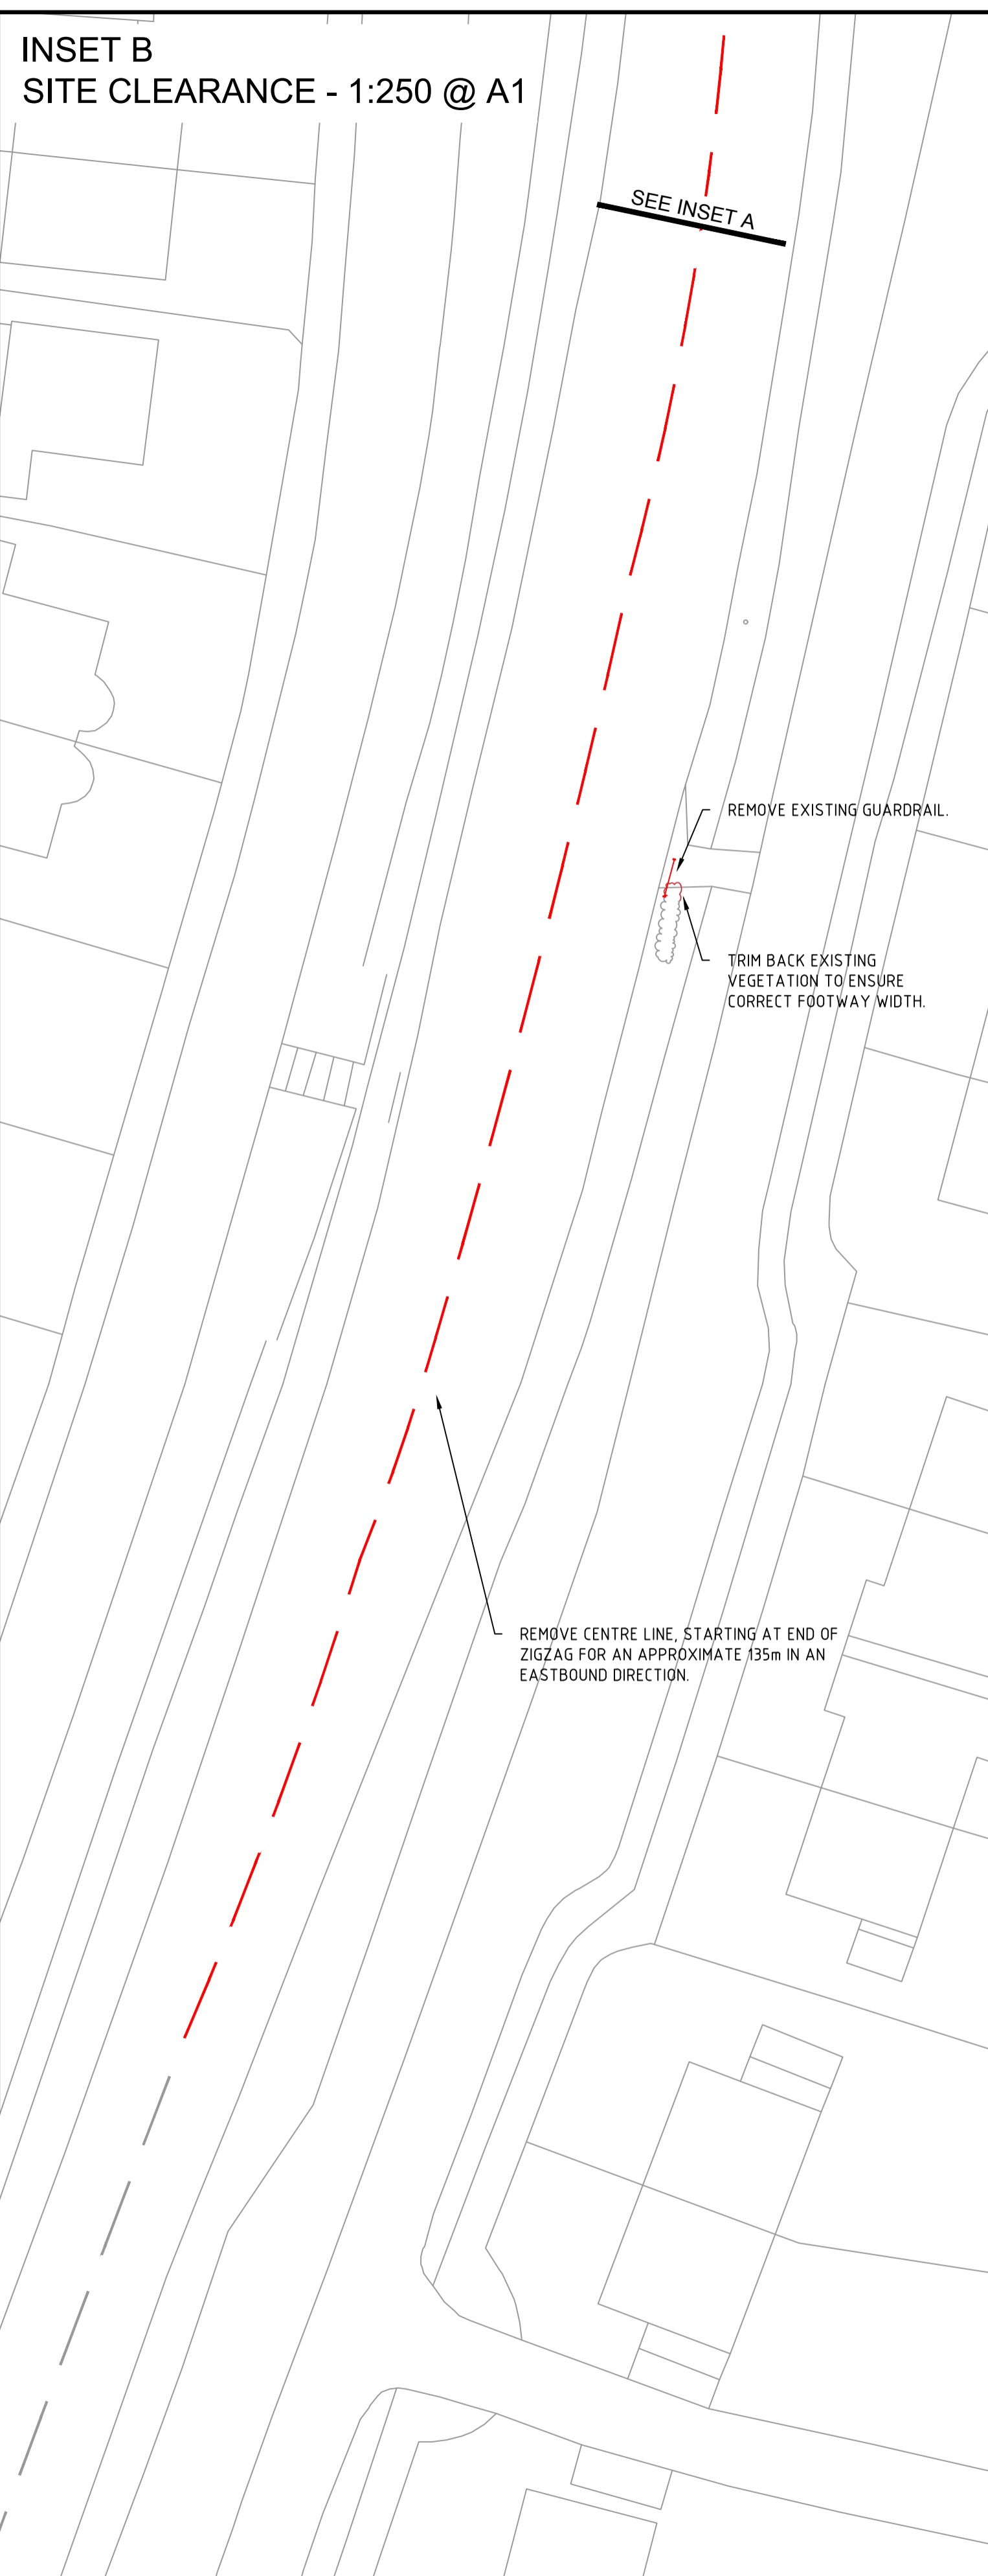 INSET B
SITE CLEARANCE - 1:250 @ A1
SEE INSET A
REMOVE EXISTING GUARDRAIL.
TRIM BACK EXISTING
VEGETATION TO ENSURE
CORRECT FOOTWAY WIDTH.
REMOVE CENTRE LINE, STARTING AT END OF
ZIGZAG FOR AN APPROXIMATE 135m IN AN
EASTBOUND DIRECTION.